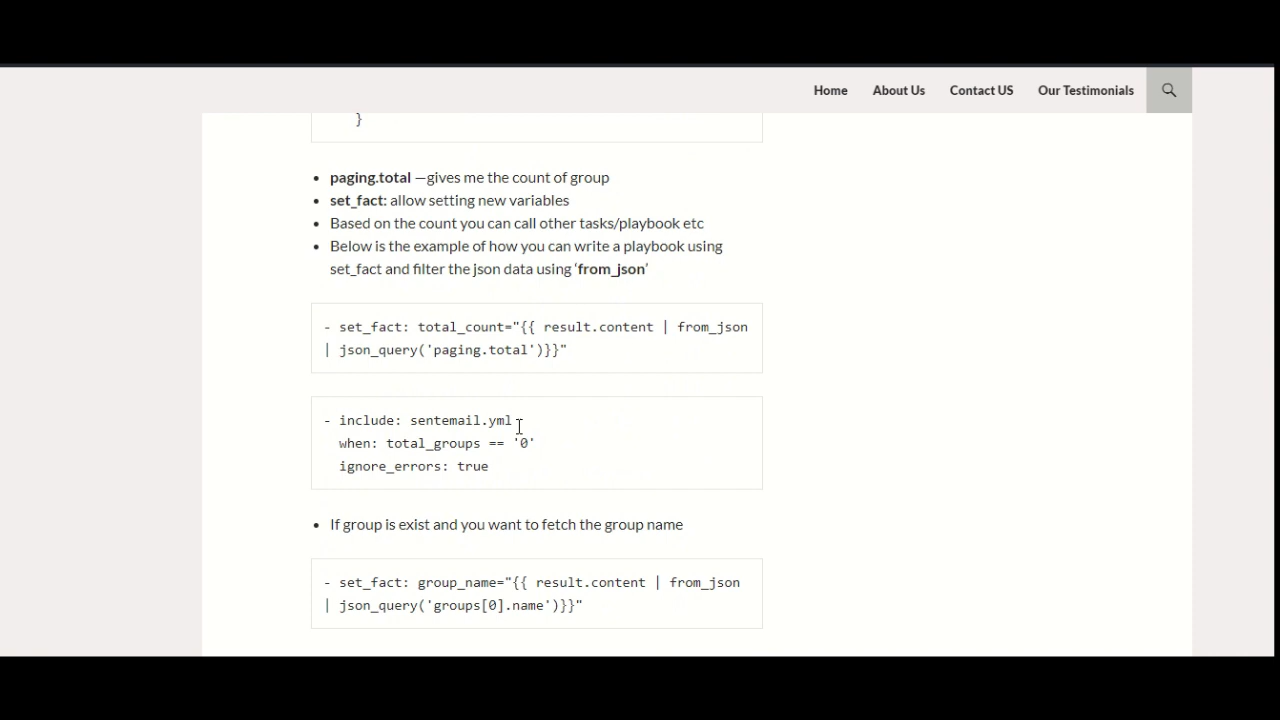 Home About Us Contact US Our Testimonials
}
• paging.total —gives me the count of group
• set_fact: allow setting new variables
• Based on the count you can call other tasks/playbook etc
• Below is the example of how you can write a playbook using
set_fact and filter the json data using ‘from_json’
- set_fact: total_count="{{ result.content | from_json
| json_query('paging.total')}}"
- include: sentemail.yml
when: total_groups == '0'
ignore_errors: true
• If group is exist and you want to fetch the group name
- set_fact: group_name="{{ result.content | from_json
| json_query('groups[0].name')}}"